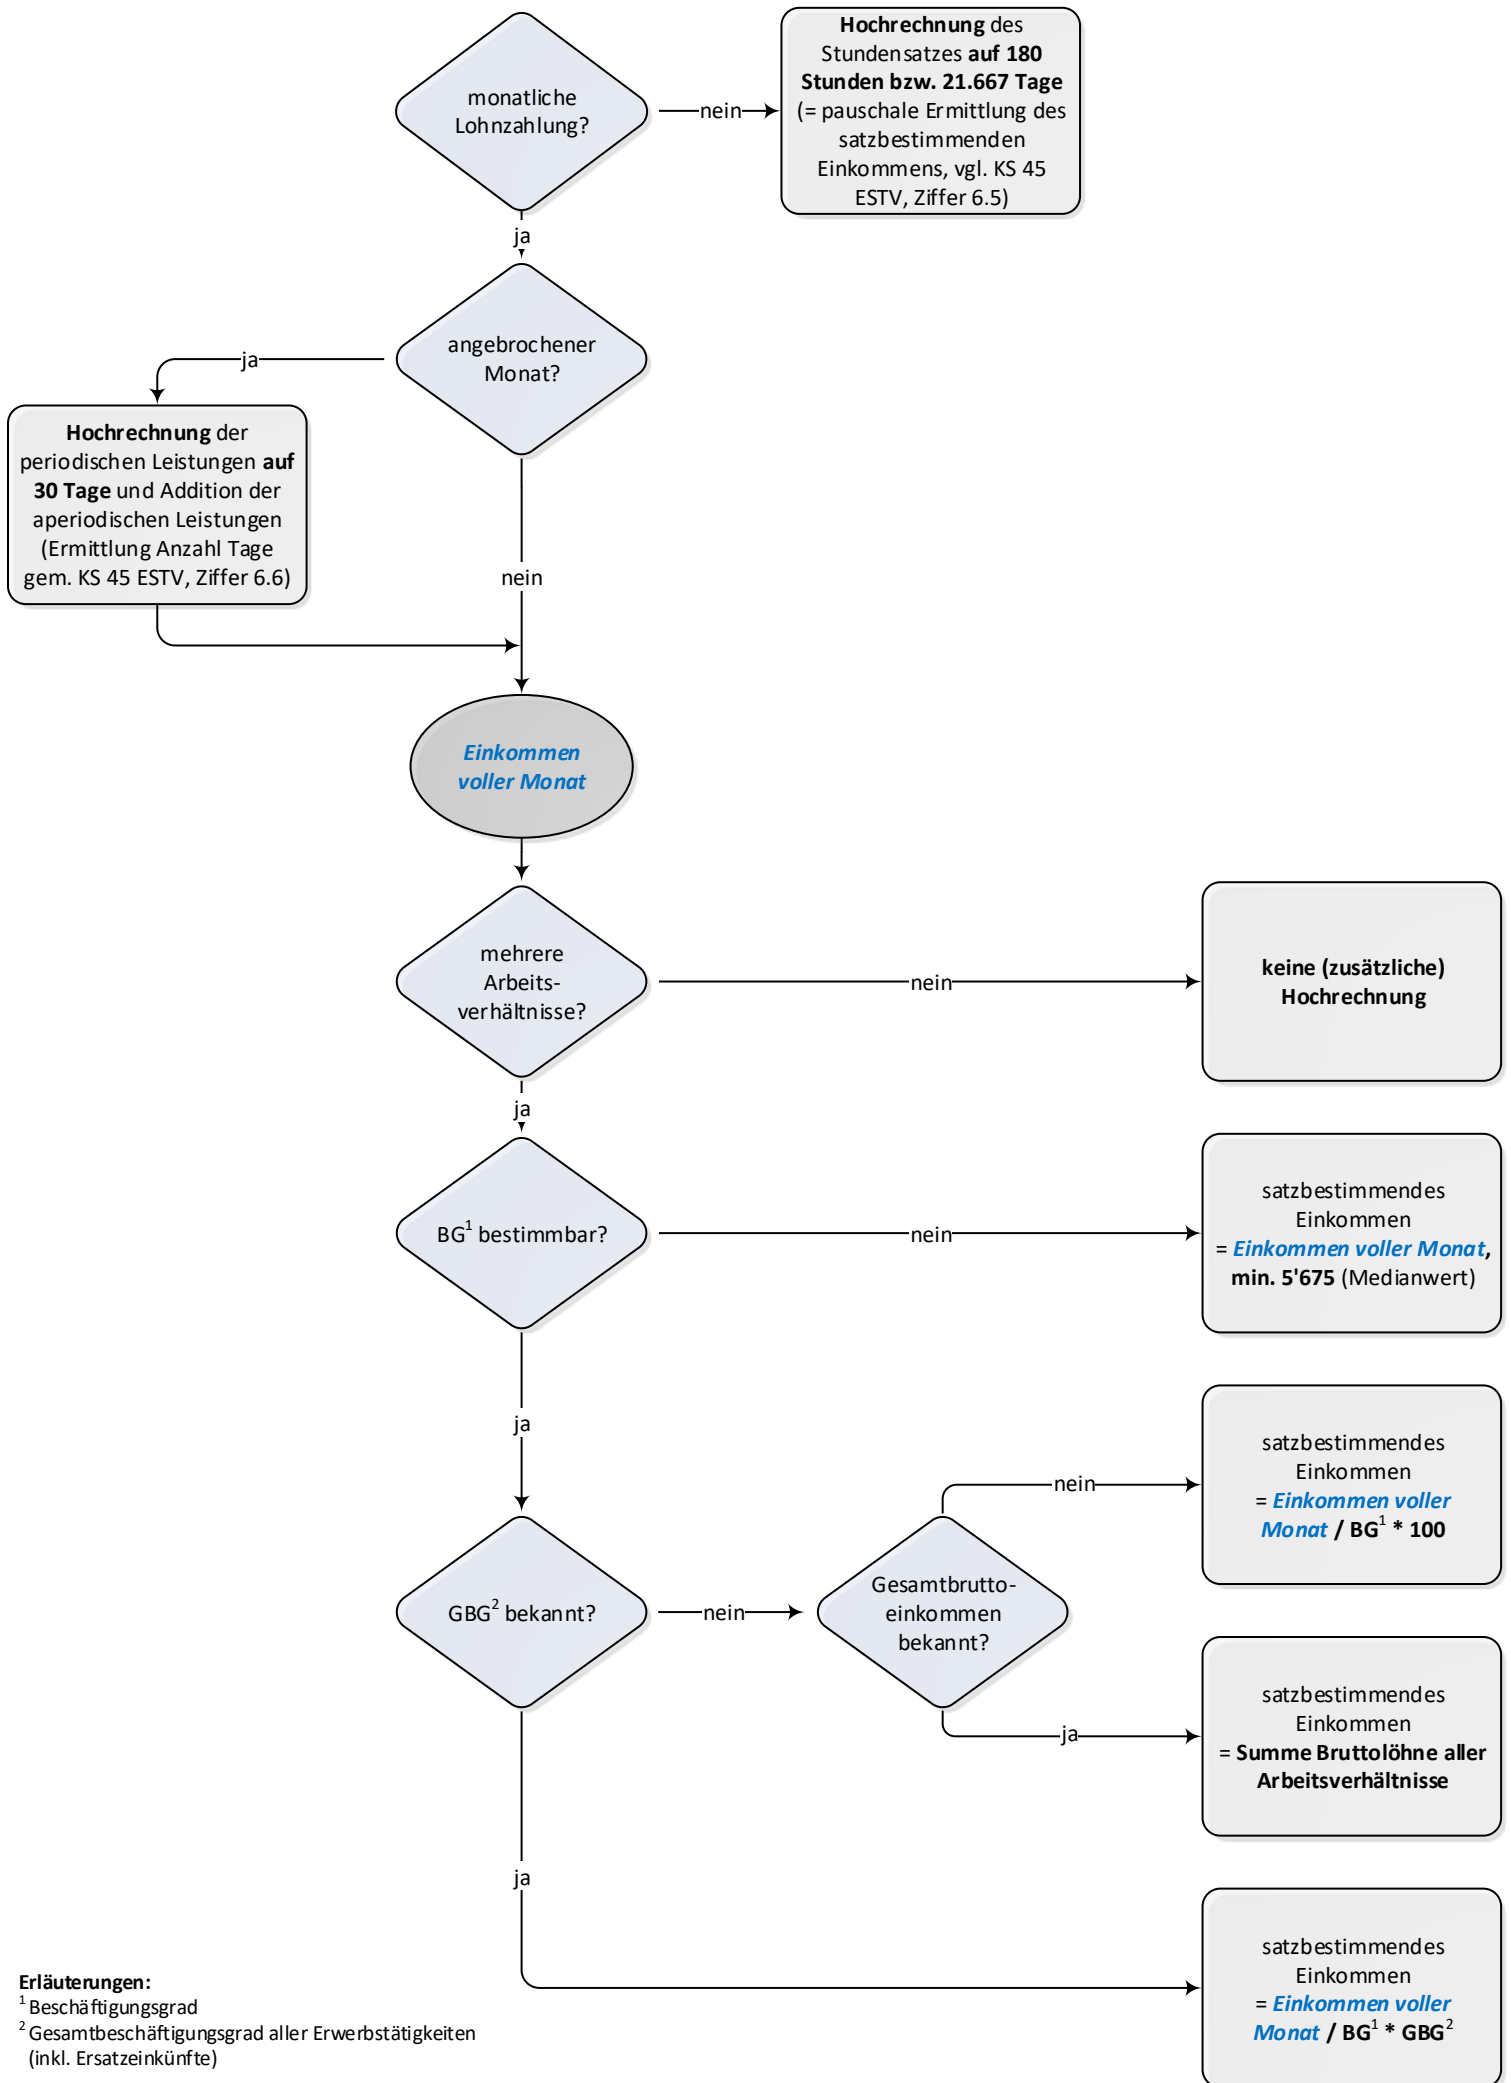 monatliche
Lohnzahlung?
nein
Hochrechnung des
Stundensatzes auf 180
Stunden bzw. 21.667 Tage
(= pauschale Ermittlung des
satzbestimmenden
Einkommens, vgl. KS 45
ESTV, Ziffer 6.5)
ja
angebrochener
Monat?
ja
Hochrechnung der
periodischen Leistungen auf
30 Tage und Addition der
aperiodischen Leistungen
(Ermittlung Anzahl Tage
gem. KS 45 ESTV, Ziffer 6.6)
nein
Einkommen
voller Monat
mehrere
Arbeits-
verhältnisse?
nein
keine (zusätzliche)
Hochrechnung
ja
BG¹ bestimmbar?
nein
satzbestimmendes
Einkommen
= Einkommen voller Monat,
min. 5'675 (Medianwert)
ja
GBG² bekannt?
nein
Gesamtbrutto-
einkommen
bekannt?
nein
satzbestimmendes
Einkommen
= Einkommen voller
Monat / BG¹ * 100
ja
satzbestimmendes
Einkommen
= Summe Bruttolöhne aller
Arbeitsverhältnisse
ja
satzbestimmendes
Einkommen
= Einkommen voller
Monat / BG¹ * GBG²
Erläuterungen:
¹ Beschäftigungsgrad
² Gesamtbeschäftigungsgrad aller Erwerbstätigkeiten
(inkl. Ersatzeinkünfte)